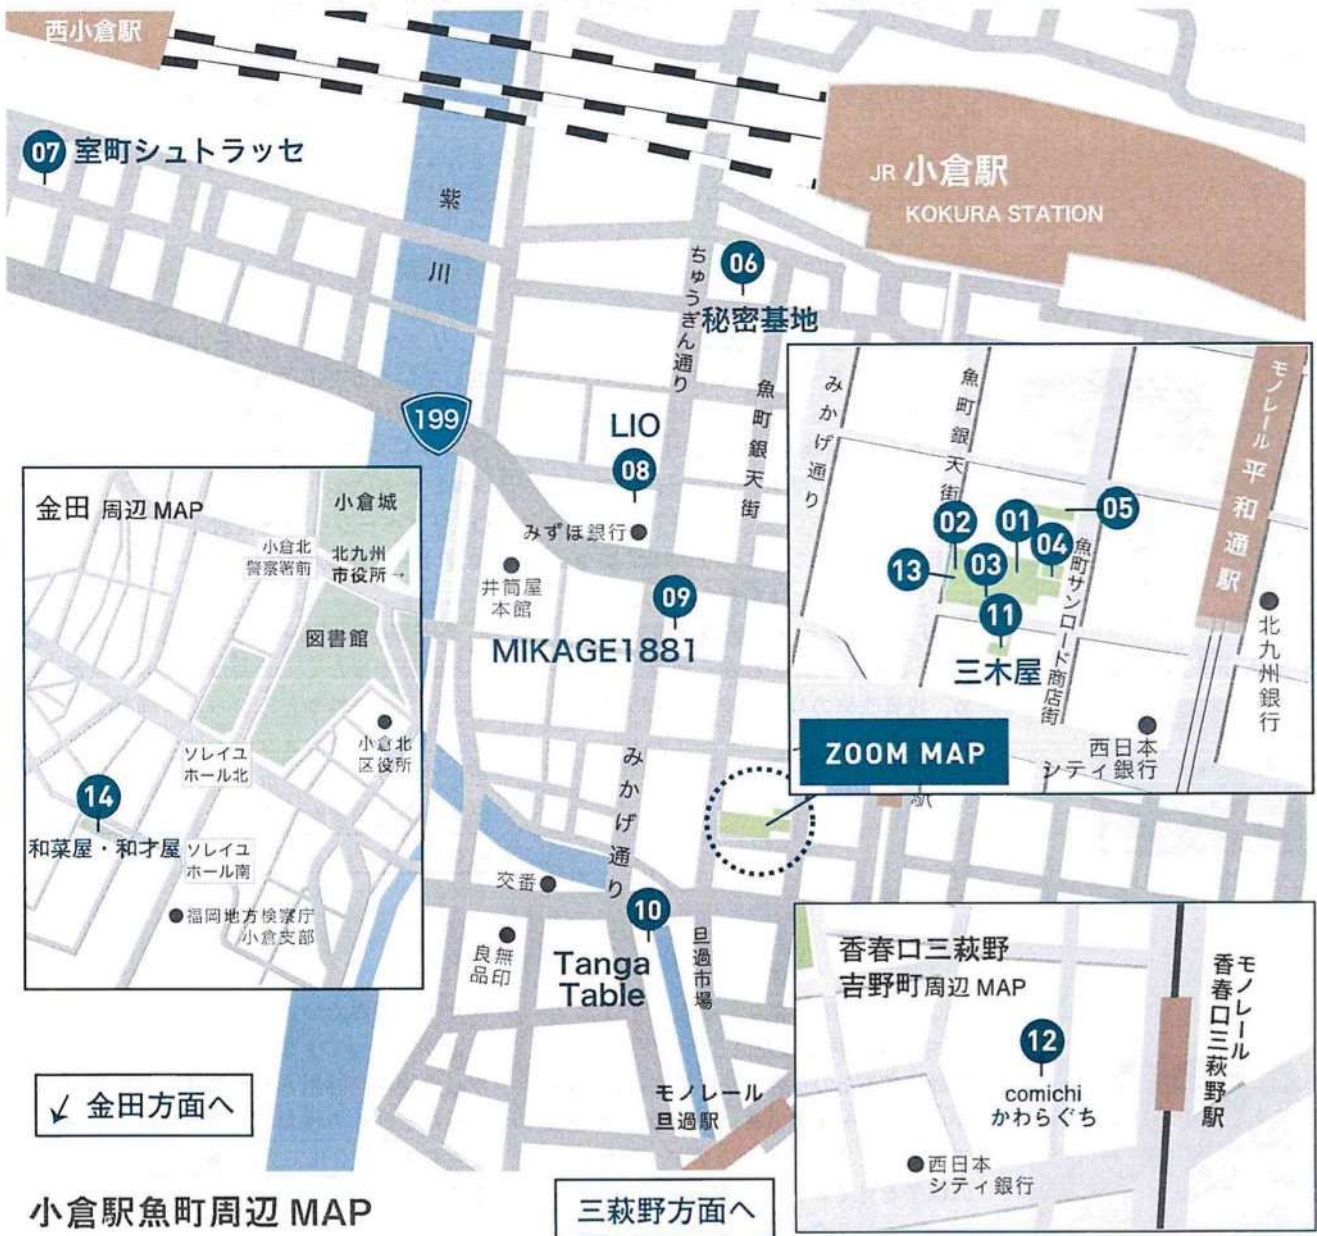 西小倉駅
07 室町シュトラッセ
紫川
JR 小倉駅
KOKURA STATION
ちゅうぎん通り
06
秘密基地
魚町銀天街
199
LIO
08
みずほ銀行
井筒屋
本館
09
MIKAGE1881
みかげ通り
交番
10
良無
品印
Tanga
Table
旦過市場
モノレール
旦過駅
駅
みかげ通り
魚町銀天街
モノレール 平和通駅
02
01
05
04
13
03
11
三木屋
魚町サンロード商店街
北九州銀行
西日本
シティ銀行
ZOOM MAP
金田 周辺 MAP
小倉城
小倉北
警察署前
北九州
市役所→
図書館
小倉北
区役所
ソレイユ
ホール北
14
和菜屋・和才屋
ソレイユ
ホール南
福岡地方検察庁
小倉支部
↙ 金田方面へ
香春口三萩野
吉野町周辺 MAP
モノレール
香春口三萩野駅
12
comichi
かわらぐち
西日本
シティ銀行
小倉駅魚町周辺 MAP
三萩野方面へ